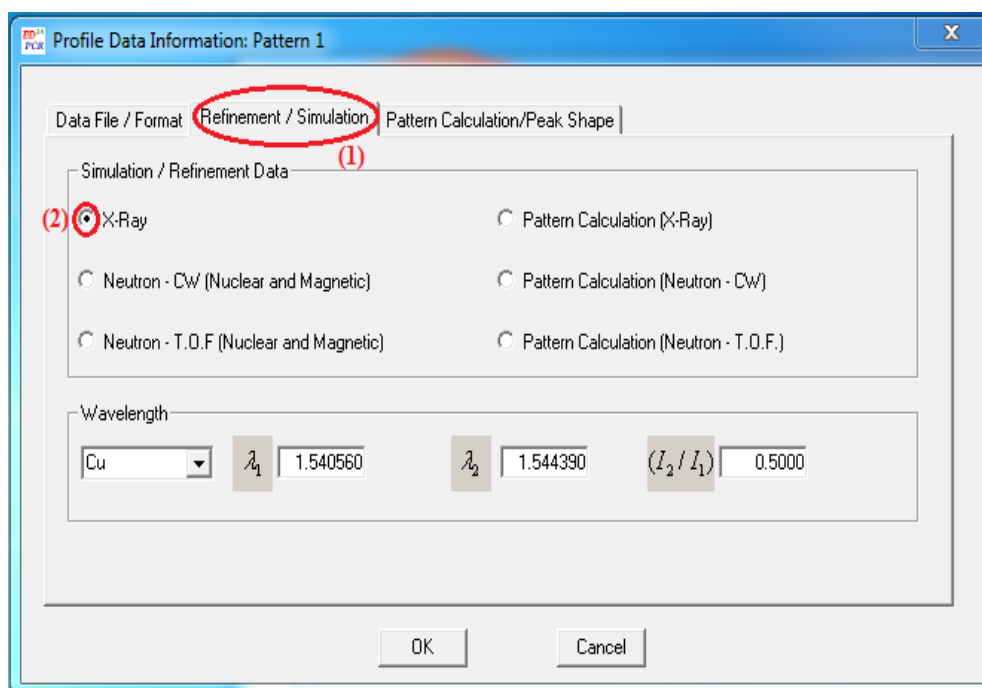 ED PCR Profile Data Information: Pattern 1 X
Data File / Format Refinement / Simulation Pattern Calculation/Peak Shape
(1)
Simulation / Refinement Data
(2) X-Ray Pattern Calculation (X-Ray)
Neutron - CW (Nuclear and Magnetic) Pattern Calculation (Neutron - CW)
Neutron - T.O.F (Nuclear and Magnetic) Pattern Calculation (Neutron - T.O.F.)
Wavelength
Cu λ1 1.540560 λ2 1.544390 (I2 / I1) 0.5000
OK Cancel